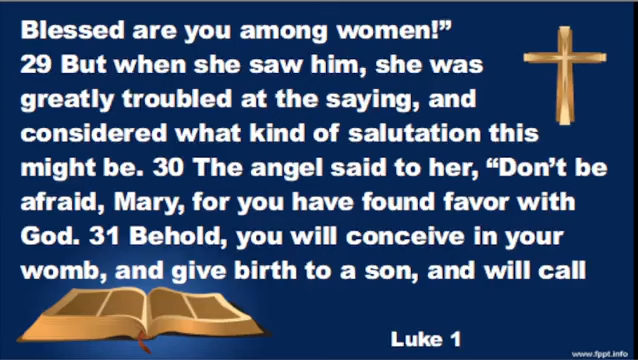 Blessed are you among women!”
29 But when she saw him, she was
greatly troubled at the saying, and
considered what kind of salutation this
might be. 30 The angel said to her, “Don’t be
afraid, Mary, for you have found favor with
God. 31 Behold, you will conceive in your
womb, and give birth to a son, and will call
Luke 1
www.fppt.info